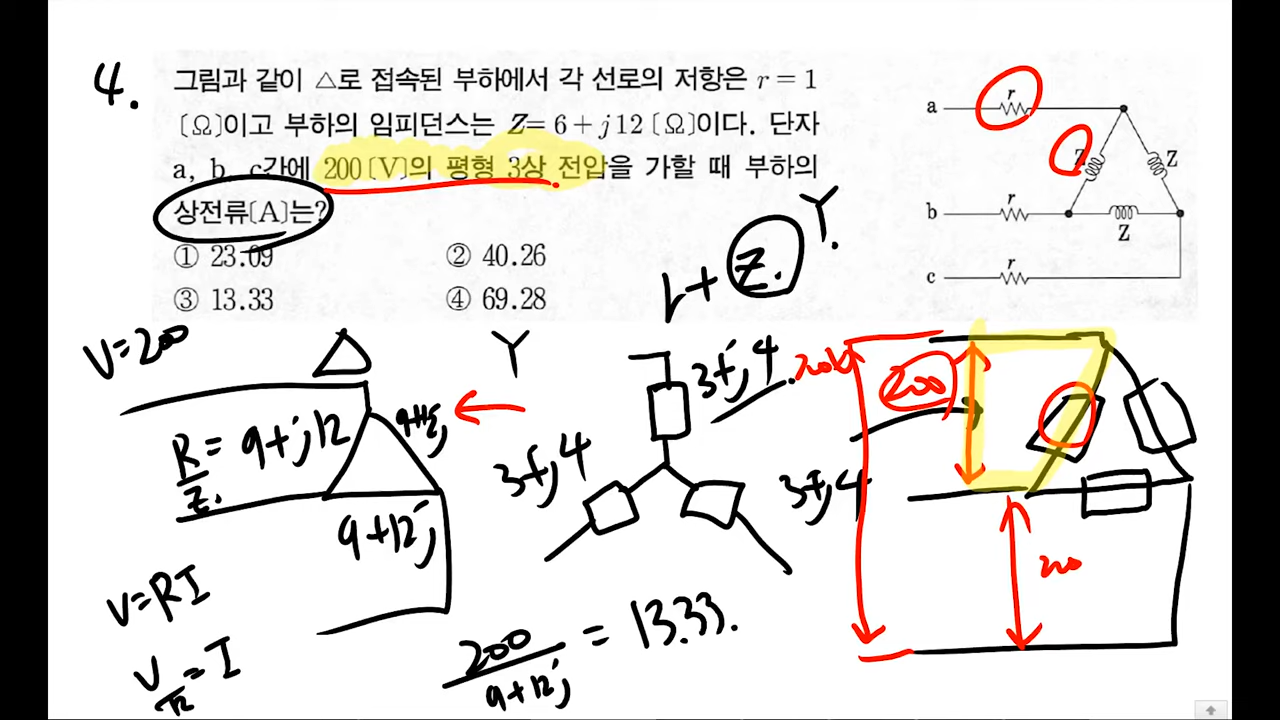 4.
그림과 같이 △로 접속된 부하에서 각 선로의 저항은 r = 1
[Ω]이고 부하의 임피던스는 Z = 6 + j12 [Ω]이다. 단자
a, b, c간에 200[V]의 평형 3상 전압을 가할 때 부하의
상전류[A]는?
① 23.09 ② 40.26
③ 13.33 ④ 69.28
a r
Z Z
b r
Z
c r
r + Z. Y.
V=200
△ Y
3+j4
200V
200
R = 9+j12
Z.
9+12j
3+j4
3+j4
9+12j
200
V=RI
V/R = I
200/9+12j = 13.33.